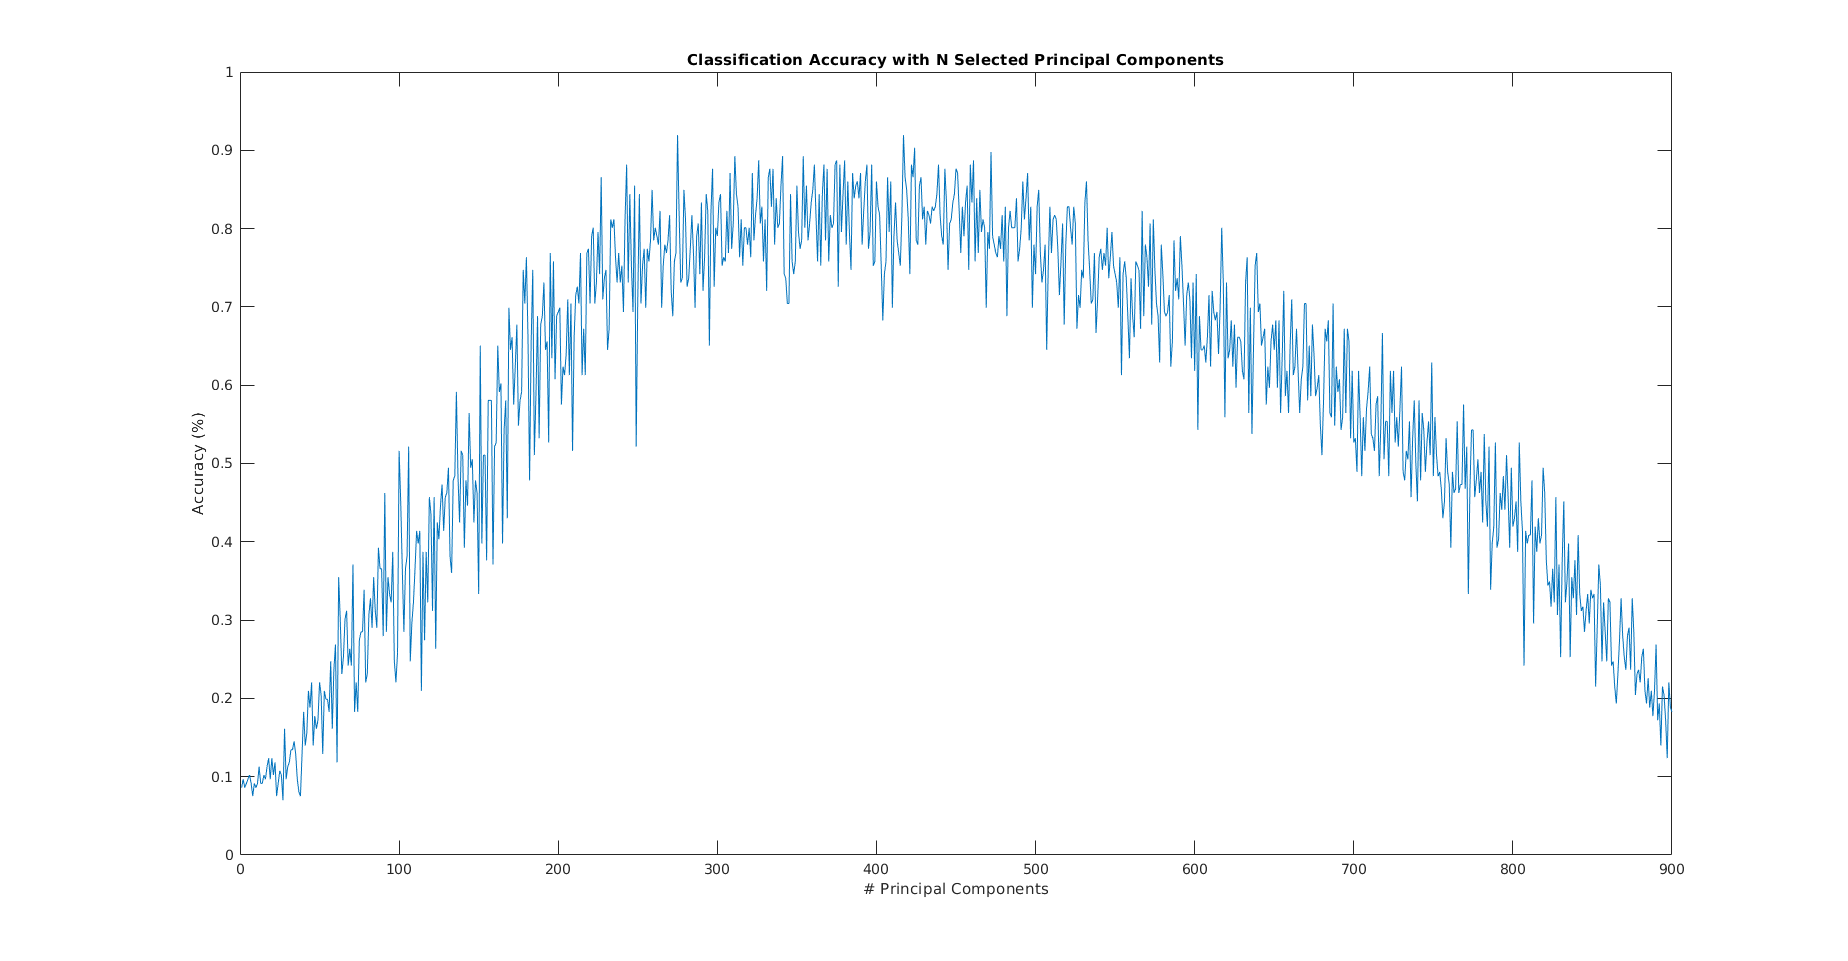 Classification Accuracy with N Selected Principal Components
1
0.9
0.8
0.7
0.6
0.5
0.4
0.3
0.2
0.1
0
Accuracy (%)
0 100 200 300 400 500 600 700 800 900
# Principal Components